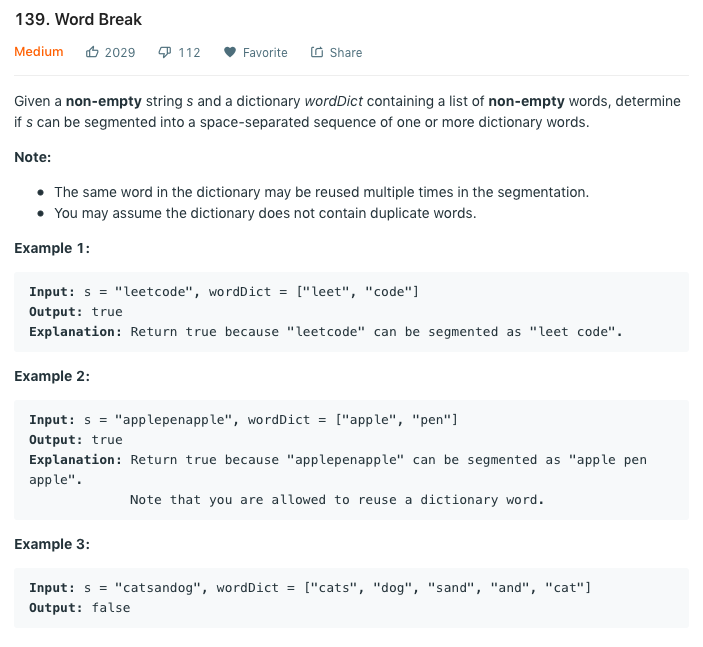 139. Word Break
Medium 2029 112 Favorite Share
Given a non-empty string s and a dictionary wordDict containing a list of non-empty words, determine
if s can be segmented into a space-separated sequence of one or more dictionary words.
Note:
• The same word in the dictionary may be reused multiple times in the segmentation.
• You may assume the dictionary does not contain duplicate words.
Example 1:
Input: s = "leetcode", wordDict = ["leet", "code"]
Output: true
Explanation: Return true because "leetcode" can be segmented as "leet code".
Example 2:
Input: s = "applepenapple", wordDict = ["apple", "pen"]
Output: true
Explanation: Return true because "applepenapple" can be segmented as "apple pen
apple".
Note that you are allowed to reuse a dictionary word.
Example 3:
Input: s = "catsandog", wordDict = ["cats", "dog", "sand", "and", "cat"]
Output: false